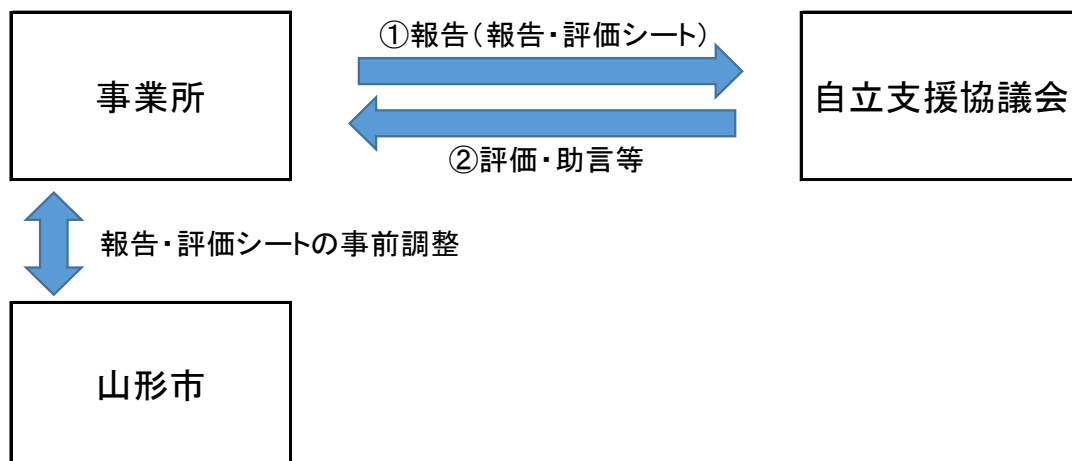 ①報告（報告・評価シート）
事業所
自立支援協議会
②評価・助言等
報告・評価シートの事前調整
山形市